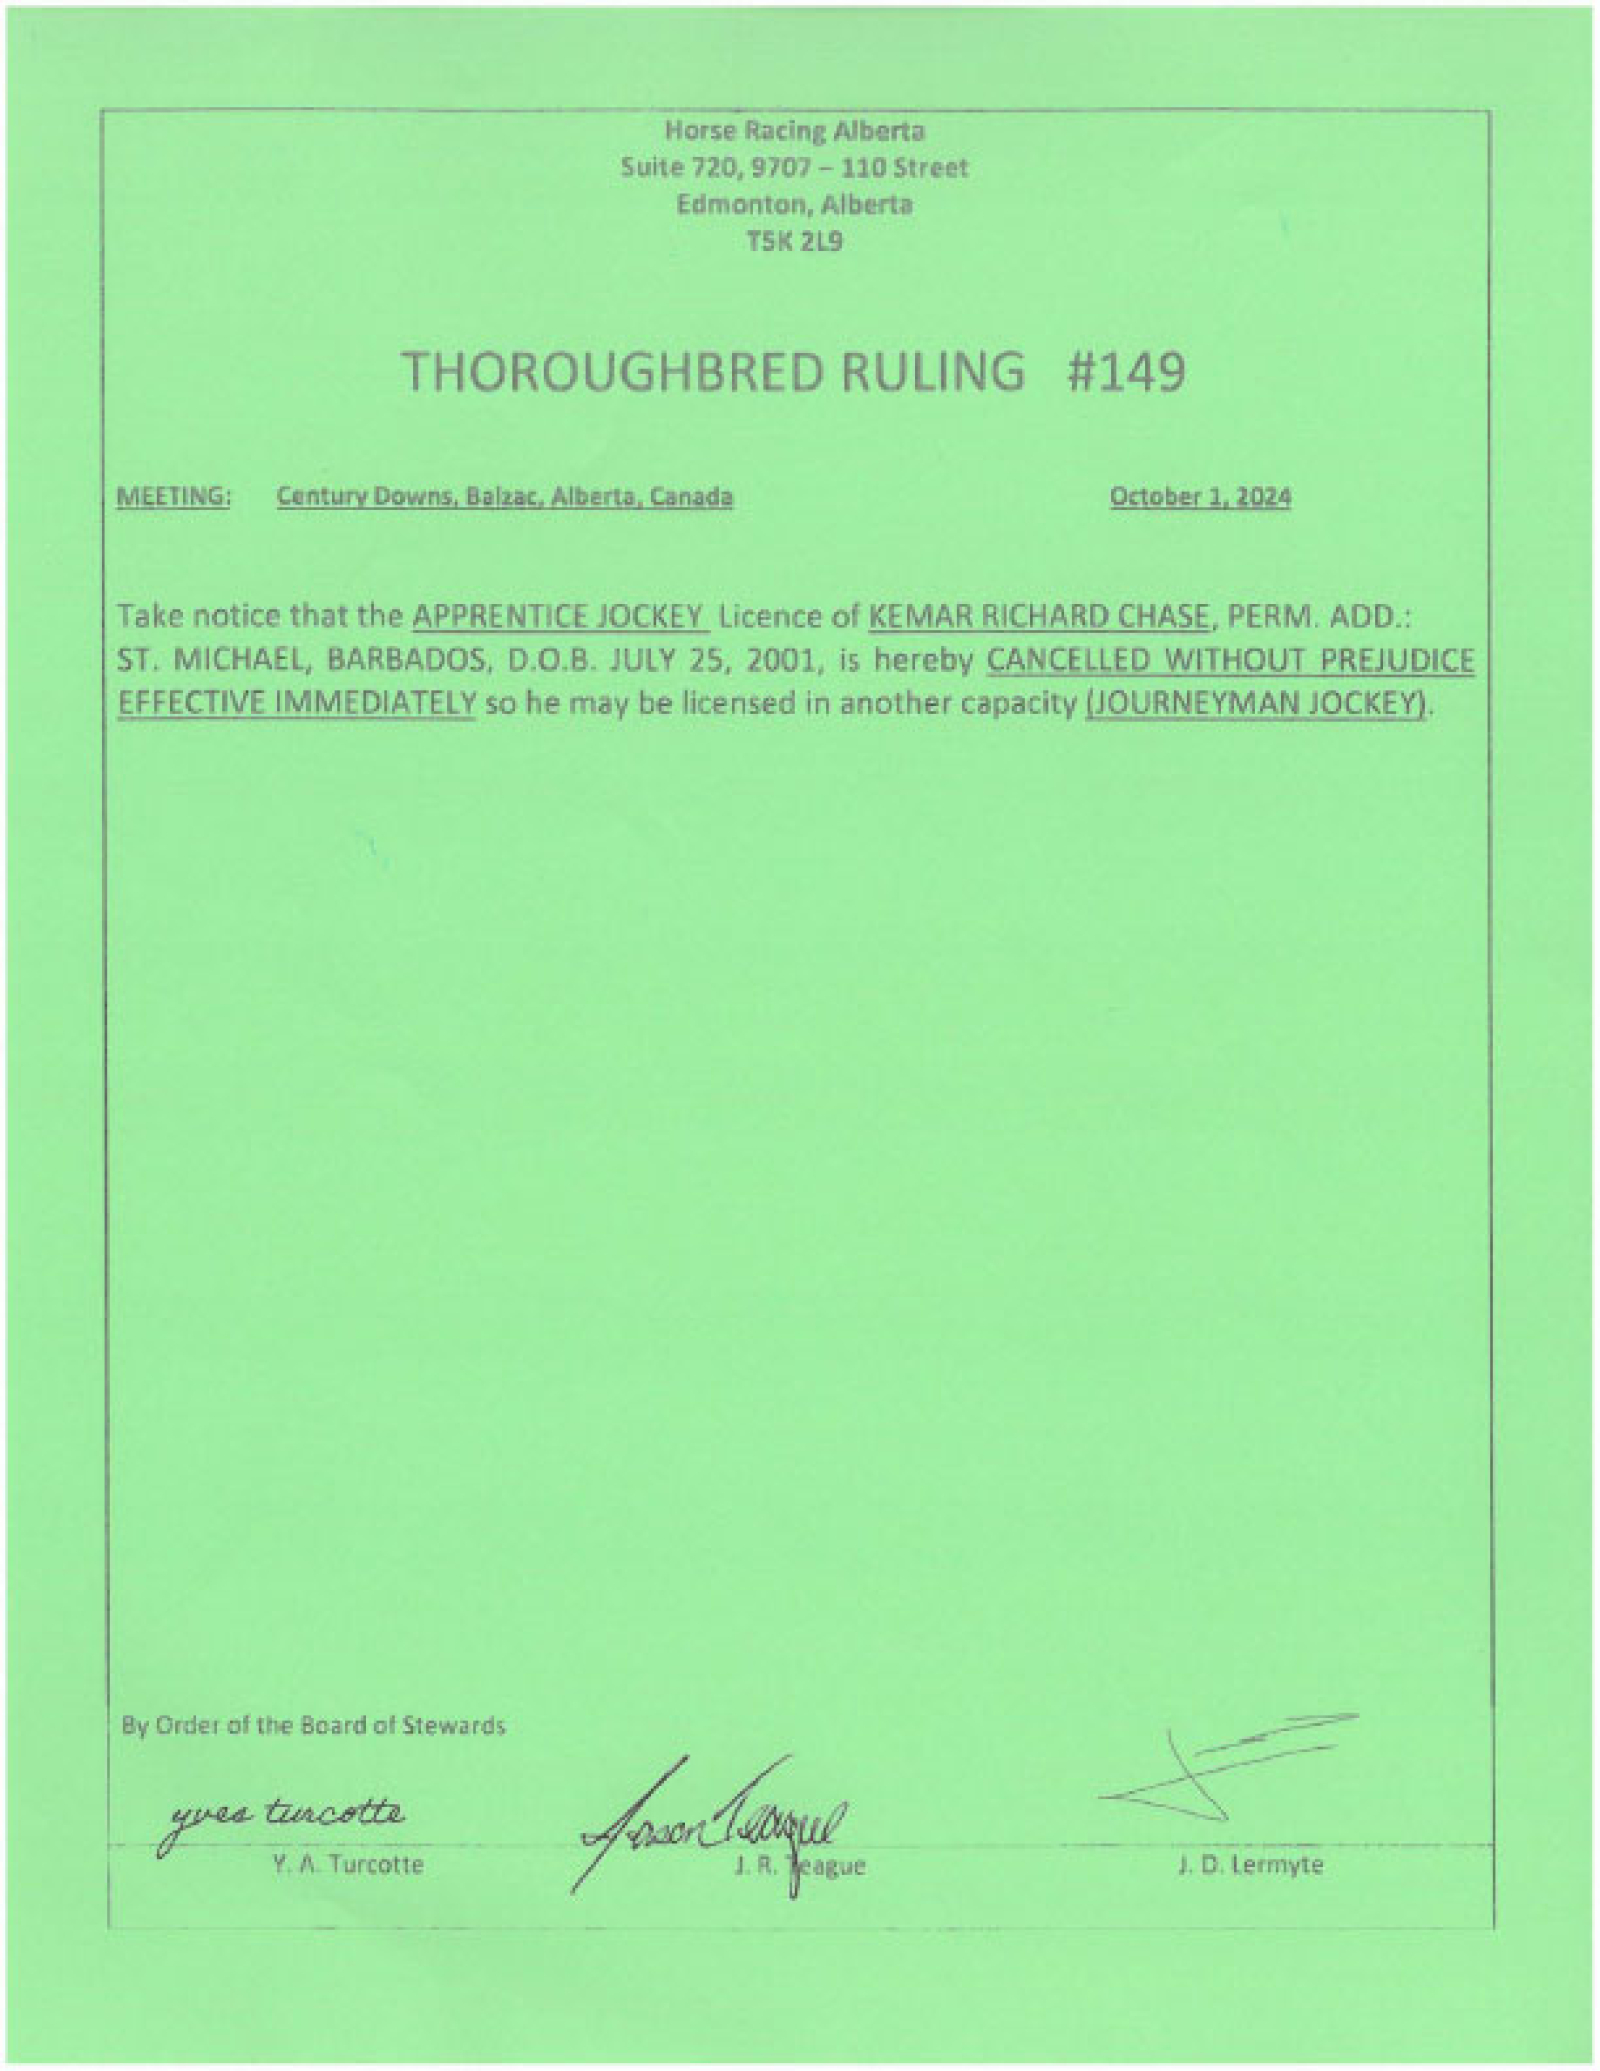 Horse Racing Alberta
Suite 720, 9707 – 110 Street
Edmonton, Alberta
T5K 2L9
THOROUGHBRED RULING #149
MEETING: Century Downs, Balzac, Alberta, Canada October 1, 2024
Take notice that the APPRENTICE JOCKEY Licence of KEMAR RICHARD CHASE, PERM. ADD.:
ST. MICHAEL, BARBADOS, D.O.B. JULY 25, 2001, is hereby CANCELLED WITHOUT PREJUDICE
EFFECTIVE IMMEDIATELY so he may be licensed in another capacity (JOURNEYMAN JOCKEY).
By Order of the Board of Stewards
yves turcotte Jason Teague
Y. A. Turcotte J. R. Teague J. D. Lermyte